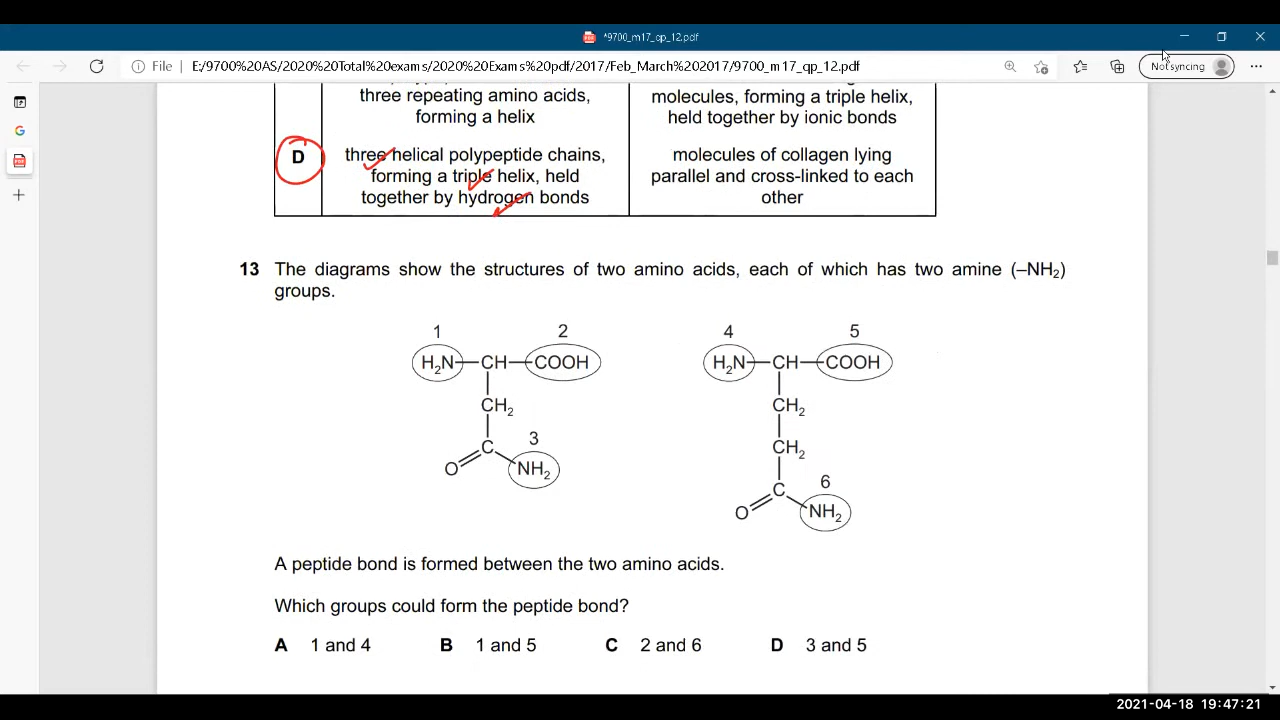 *9700_m17_qp_12.pdf
File E:/9700%20AS/2020%20Total%20exams/2020%20Exams%20pdf/2017/Feb_March%202017/9700_m17_qp_12.pdf
Not syncing
three repeating amino acids,
forming a helix
molecules, forming a triple helix,
held together by ionic bonds
D
three helical polypeptide chains,
forming a triple helix, held
together by hydrogen bonds
molecules of collagen lying
parallel and cross-linked to each
other
13 The diagrams show the structures of two amino acids, each of which has two amine (–NH₂)
groups.
1 2
H₂N CH COOH
CH₂
3
C
O NH₂
4 5
H₂N CH COOH
CH₂
CH₂
6
C
O NH₂
A peptide bond is formed between the two amino acids.
Which groups could form the peptide bond?
A 1 and 4 B 1 and 5 C 2 and 6 D 3 and 5
2021-04-18 19:47:21